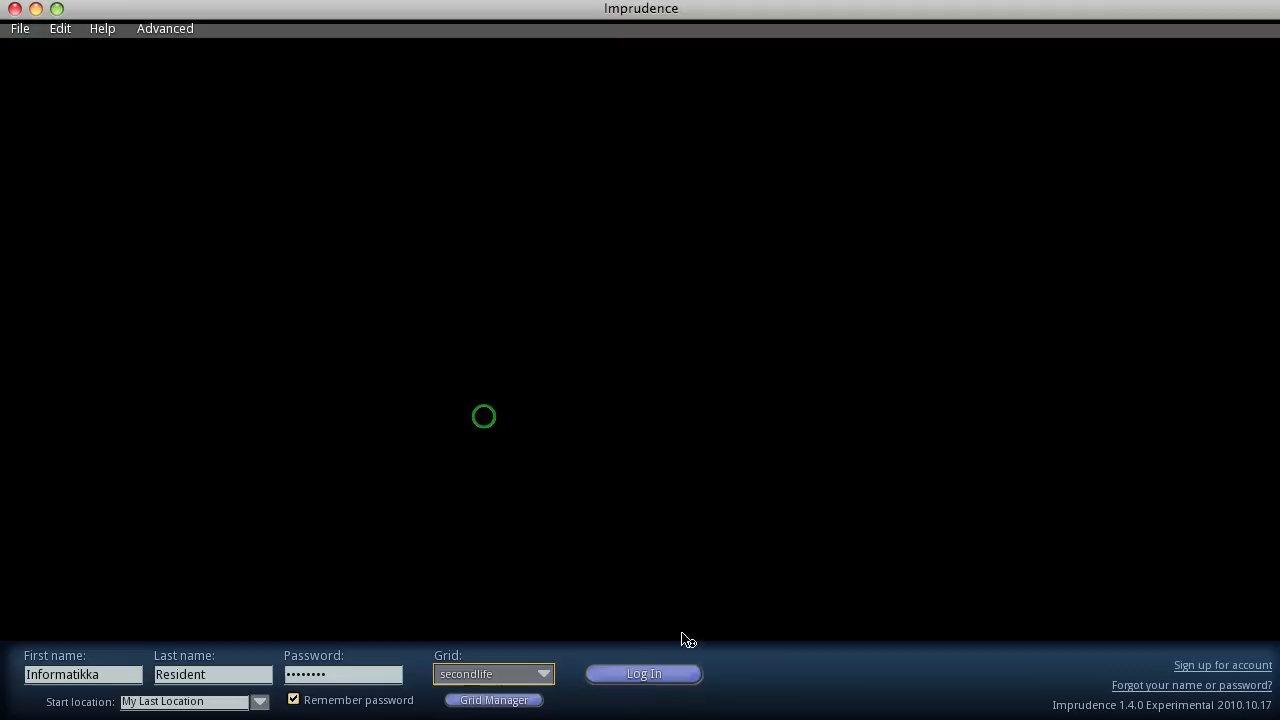 Imprudence
File Edit Help Advanced
First name: Last name: Password: Grid:
Informatikka Resident •••••••• secondlife Log In
Sign up for account
Start location: My Last Location Remember password Grid Manager
Forgot your name or password?
Imprudence 1.4.0 Experimental 2010.10.17